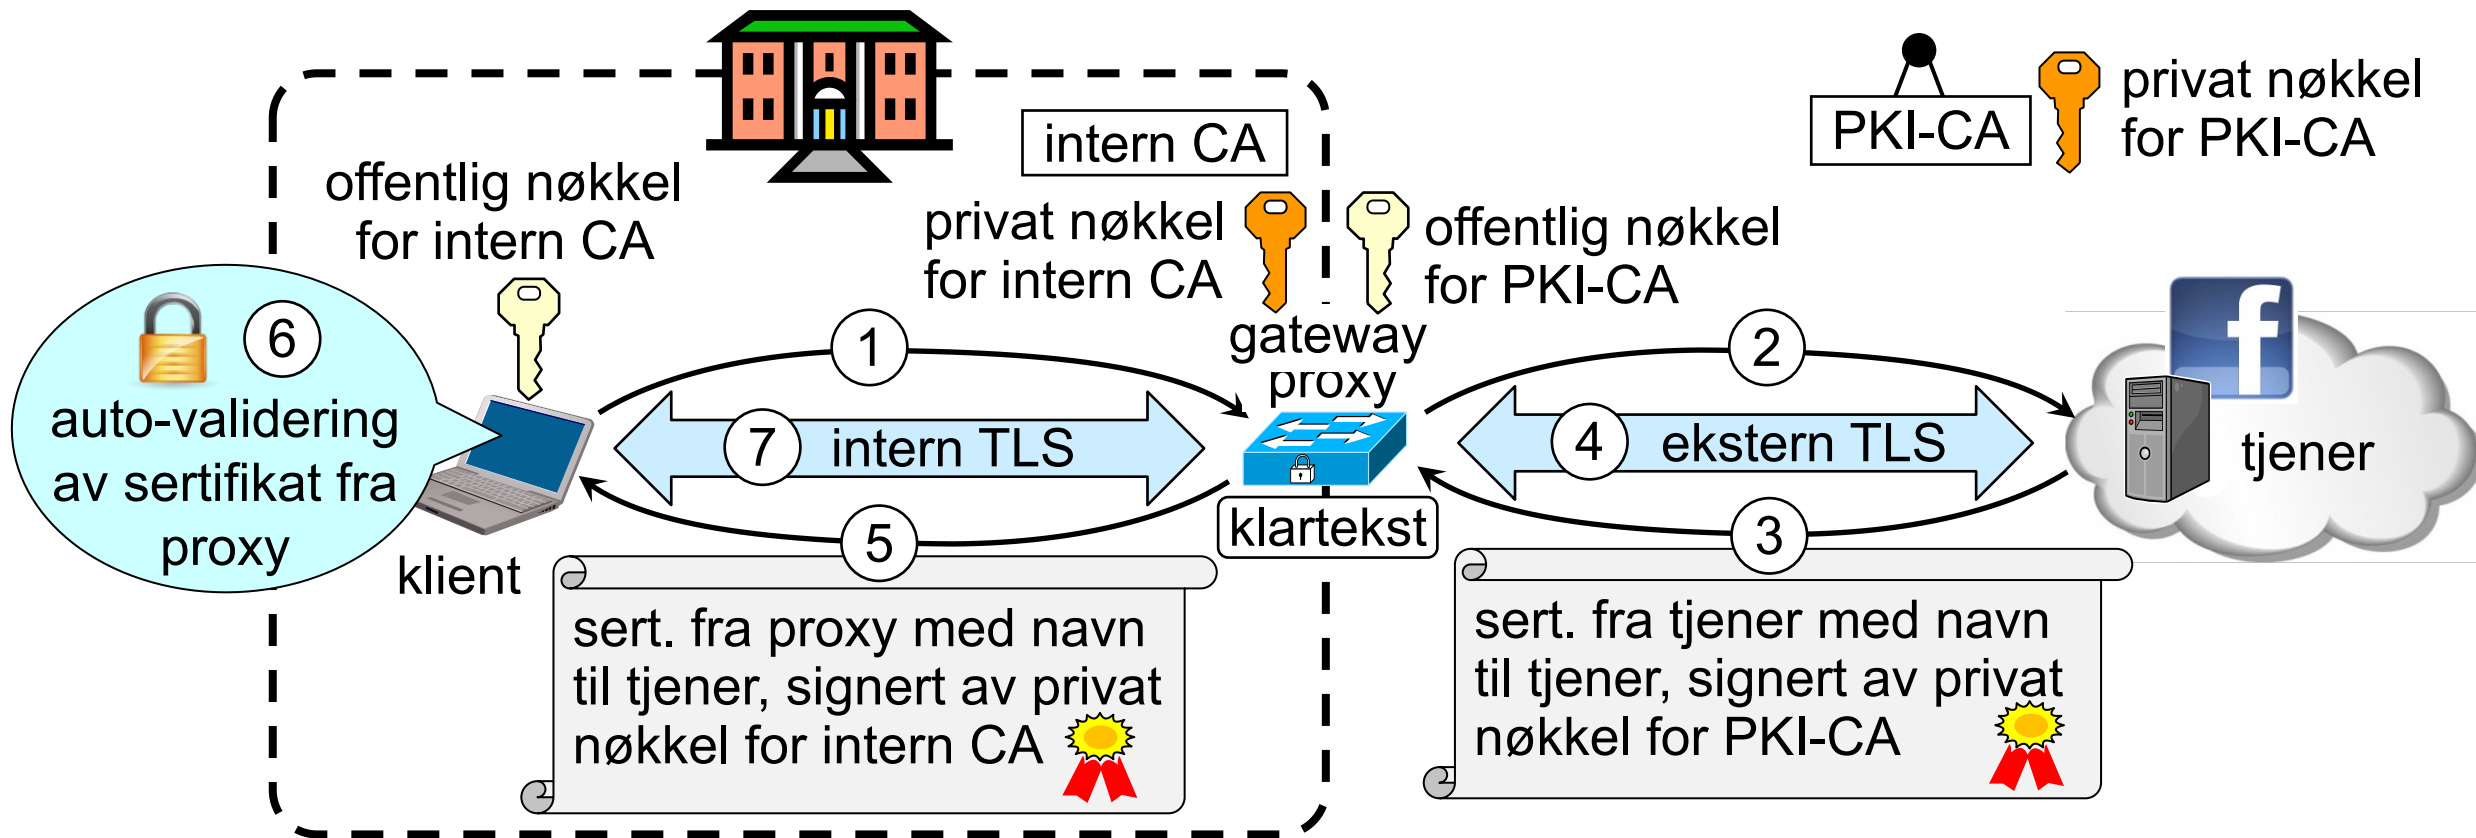 PKI-CA
privat nøkkel
for PKI-CA
intern CA
offentlig nøkkel
for intern CA
privat nøkkel
for intern CA
offentlig nøkkel
for PKI-CA
gateway
proxy
6
auto-validering
av sertifikat fra
proxy
klient
1
7 intern TLS
5
klartekst
2
4 ekstern TLS
3
f
tjener
sert. fra proxy med navn
til tjener, signert av privat
nøkkel for intern CA
sert. fra tjener med navn
til tjener, signert av privat
nøkkel for PKI-CA